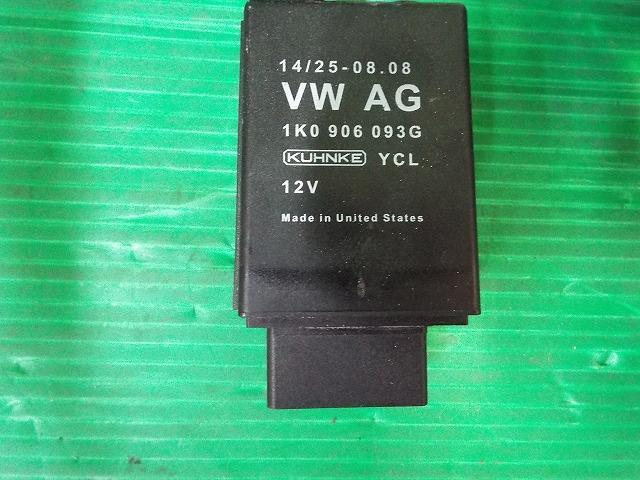 14/25-08.08
VW AG
1K0 906 093G
KUHNKE YCL
12V
Made in United States